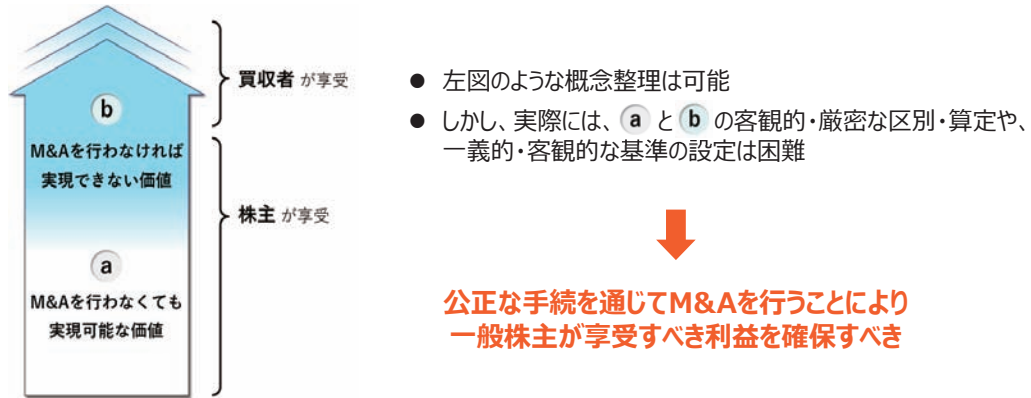 b
M&Aを行わなければ
実現できない価値
a
M&Aを行わなくても
実現可能な価値
買収者 が享受
株主 が享受
● 左図のような概念整理は可能
● しかし、実際には、 a と b の客観的・厳密な区別・算定や、
一義的・客観的な基準の設定は困難
公正な手続を通じてM&Aを行うことにより
一般株主が享受すべき利益を確保すべき